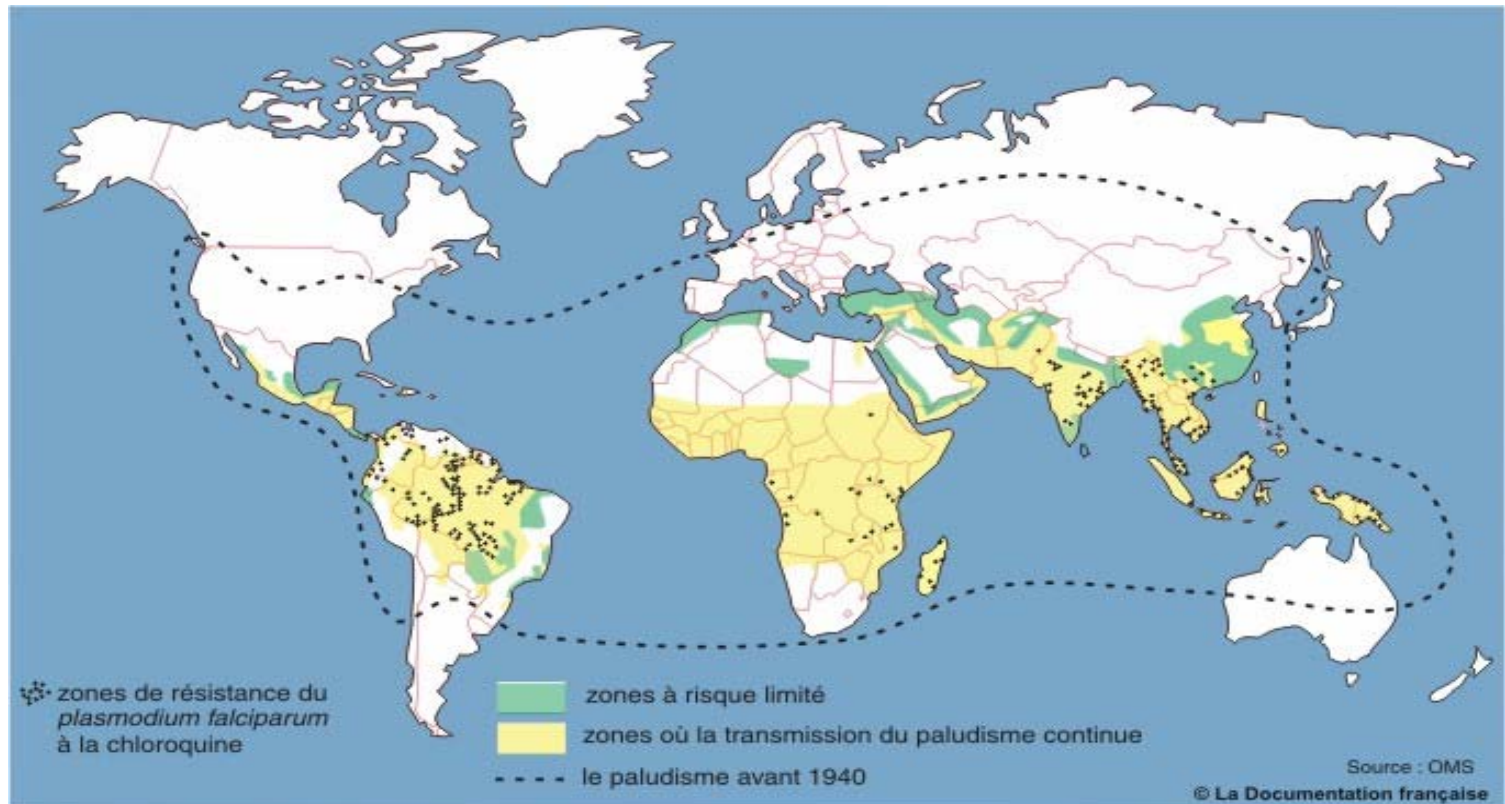 zones de résistance du
plasmodium falciparum
à la chloroquine
zones à risque limité
zones où la transmission du paludisme continue
le paludisme avant 1940
Source : OMS
© La Documentation française